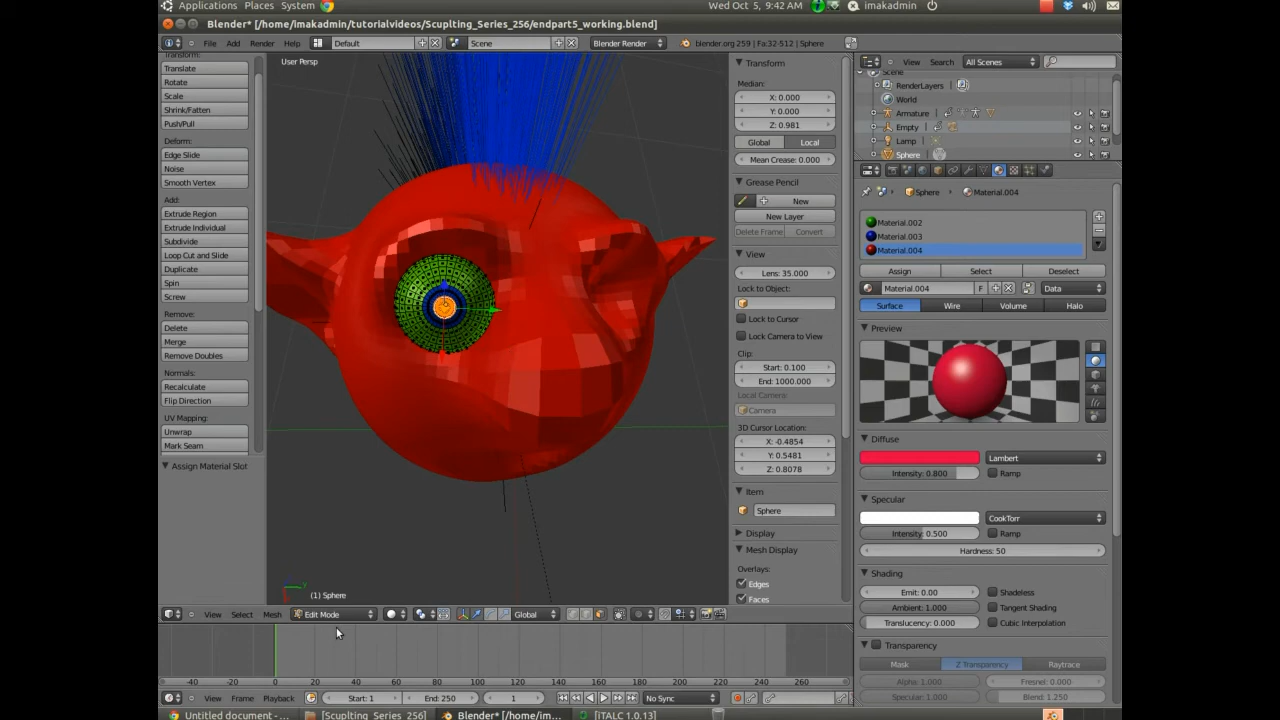 Applications Places System Wed Oct 5, 9:42 AM imakadmin
Blender* [/home/imakadmin/tutorialvideos/Scuplting_Series_256/endpart5_working.blend]
File Add Render Help Default Scene Blender Render blender.org 259 | Fa:32-512 | Sphere
Transform:
Translate
Rotate
Scale
Shrink/Fatten
Push/Pull
Deform:
Edge Slide
Noise
Smooth Vertex
Add:
Extrude Region
Extrude Individual
Subdivide
Loop Cut and Slide
Duplicate
Spin
Screw
Remove:
Delete
Merge
Remove Doubles
Normals:
Recalculate
Flip Direction
UV Mapping:
Unwrap
Mark Seam
Assign Material Slot
User Persp
(1) Sphere
Transform
Median:
X: 0.000
Y: 0.000
Z: 0.981
Global Local
Mean Crease: 0.000
Grease Pencil
New
New Layer
Delete Frame Convert
View
Lens: 35.000
Lock to Object:
Lock to Cursor
Lock Camera to View
Clip:
Start: 0.100
End: 1000.000
Local Camera:
Camera
3D Cursor Location:
X: -0.4854
Y: 0.5481
Z: 0.8078
Item
Sphere
Display
Mesh Display
Overlays:
Edges
Faces
View Search All Scenes
Scene
RenderLayers
World
Armature
Empty
Lamp
Sphere
Sphere Material.004
Material.002
Material.003
Material.004
Assign Select Deselect
Material.004 F Data
Surface Wire Volume Halo
Preview
Diffuse
Lambert
Intensity: 0.800 Ramp
Specular
CookTorr
Intensity: 0.500 Ramp
Hardness: 50
Shading
Emit: 0.00 Shadeless
Ambient: 1.000 Tangent Shading
Translucency: 0.000 Cubic Interpolation
Transparency
Mask Z Transparency Raytrace
Alpha: 1.000 Fresnel: 0.000
Specular: 1.000 Blend: 1.250
View Select Mesh Edit Mode Global
-40 -20 0 20 40 60 80 100 120 140 160 180 200 220 240 260
View Frame Playback Start: 1 End: 250 1 No Sync
Untitled document - ... [Scuplting_Series_256] Blender* [/home/im... [iTALC 1.0.13]